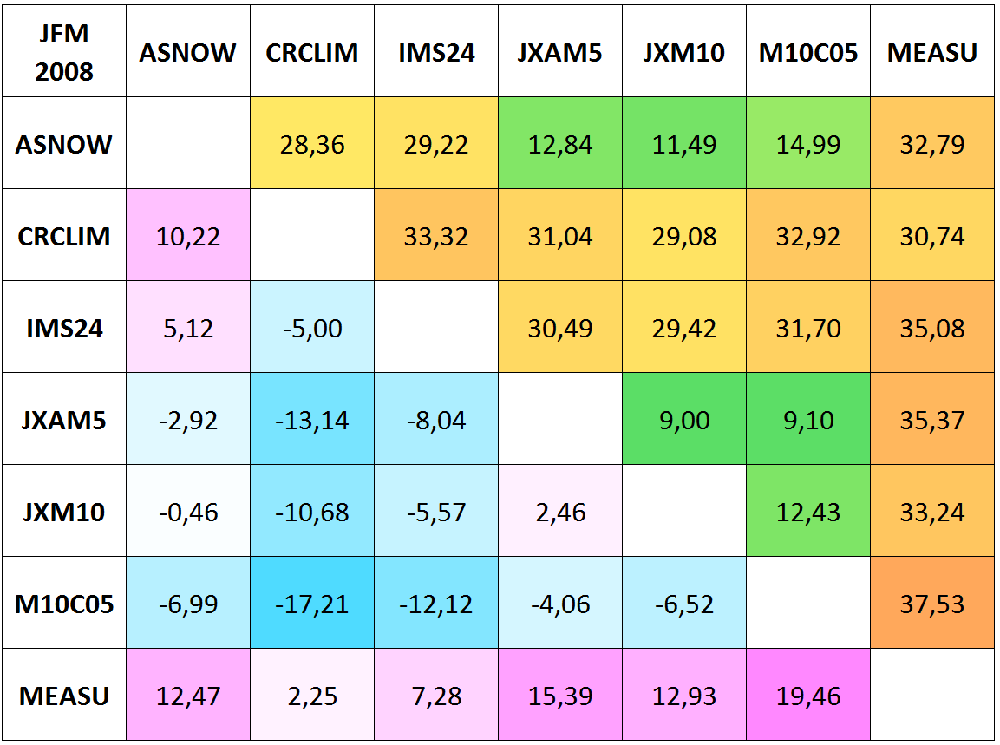 JFM
2008 ASNOW CRCLIM IMS24 JXAM5 JXM10 M10C05 MEASU
ASNOW 28,36 29,22 12,84 11,49 14,99 32,79
CRCLIM 10,22 33,32 31,04 29,08 32,92 30,74
IMS24 5,12 -5,00 30,49 29,42 31,70 35,08
JXAM5 -2,92 -13,14 -8,04 9,00 9,10 35,37
JXM10 -0,46 -10,68 -5,57 2,46 12,43 33,24
M10C05 -6,99 -17,21 -12,12 -4,06 -6,52 37,53
MEASU 12,47 2,25 7,28 15,39 12,93 19,46